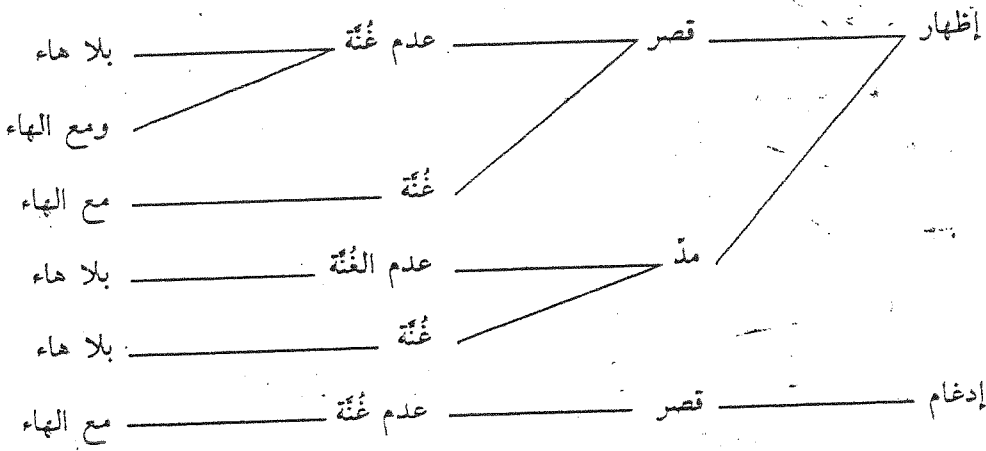 إظهار قصر عدم غُنَّة بلا هاء
ومع الهاء
غُنَّة مع الهاء
مدّ عدم الغُنَّة بلا هاء
غُنَّة بلا هاء
إدغام قصر عدم غُنَّة مع الهاء